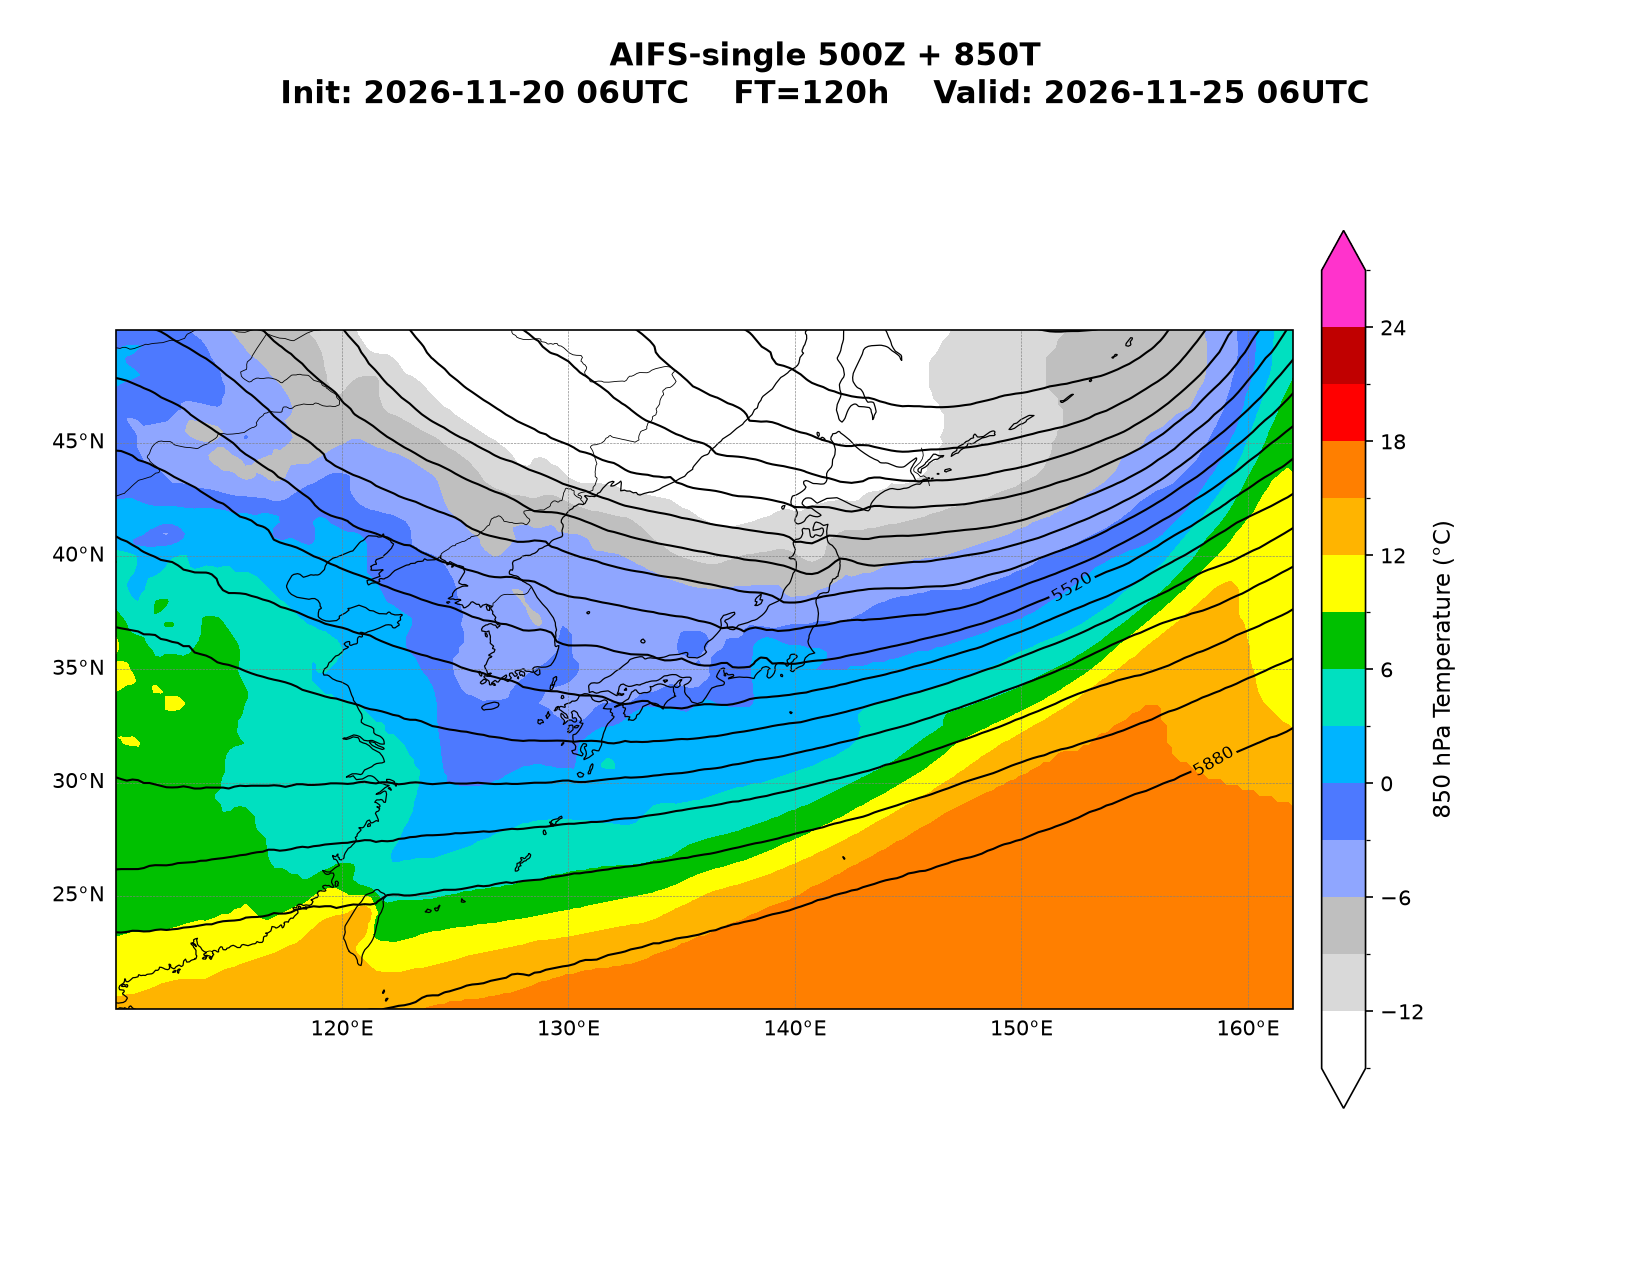 AIFS-single 500Z + 850T
Init: 2026-11-20 06UTC    FT=120h    Valid: 2026-11-25 06UTC
45°N
40°N
35°N
30°N
25°N
120°E
130°E
140°E
150°E
160°E
5520
5880
24
18
12
6
0
−6
−12
850 hPa Temperature (°C)